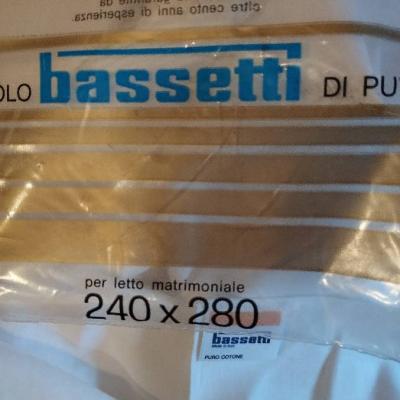 oltre cento anni di esperienza.
OLO bassetti DI PU
per letto matrimoniale
240 x 280
bassetti
PURO COTONE